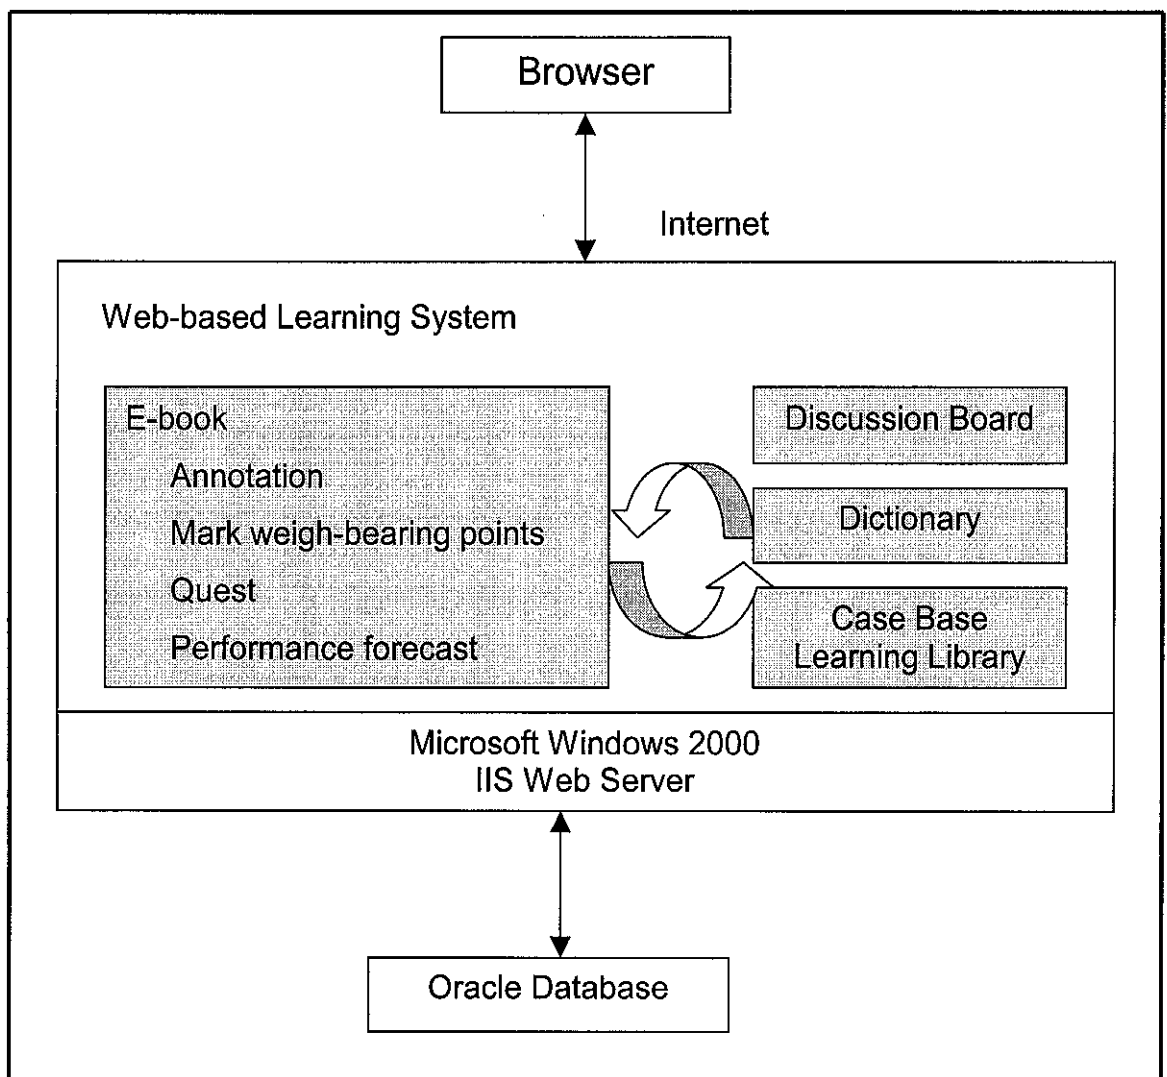 Browser
Internet
Web-based Learning System
E-book
Annotation
Mark weigh-bearing points
Quest
Performance forecast
Discussion Board
Dictionary
Case Base
Learning Library
Microsoft Windows 2000
IIS Web Server
Oracle Database